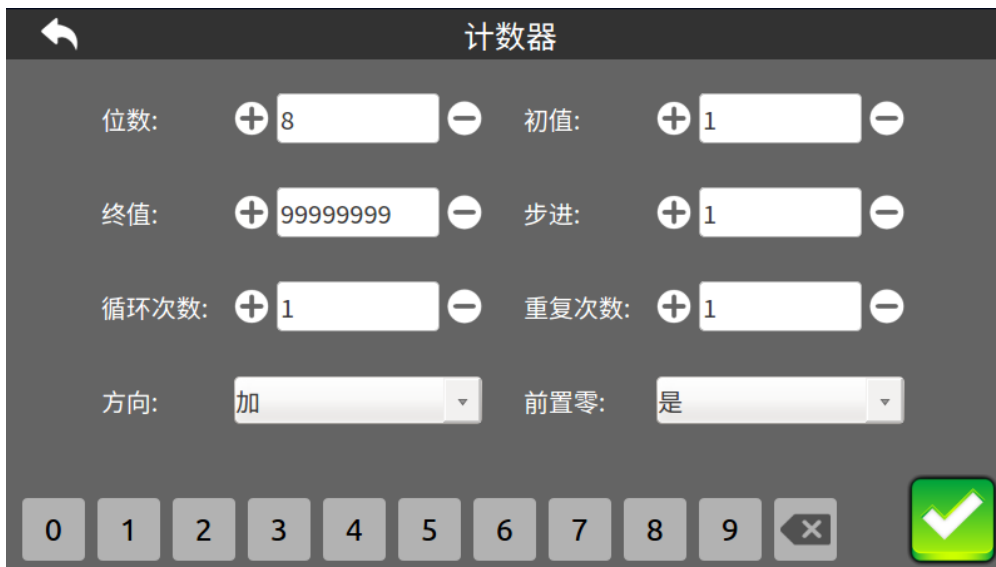 计数器
位数: 8 初值: 1
终值: 99999999 步进: 1
循环次数: 1 重复次数: 1
方向: 加 前置零: 是
0 1 2 3 4 5 6 7 8 9